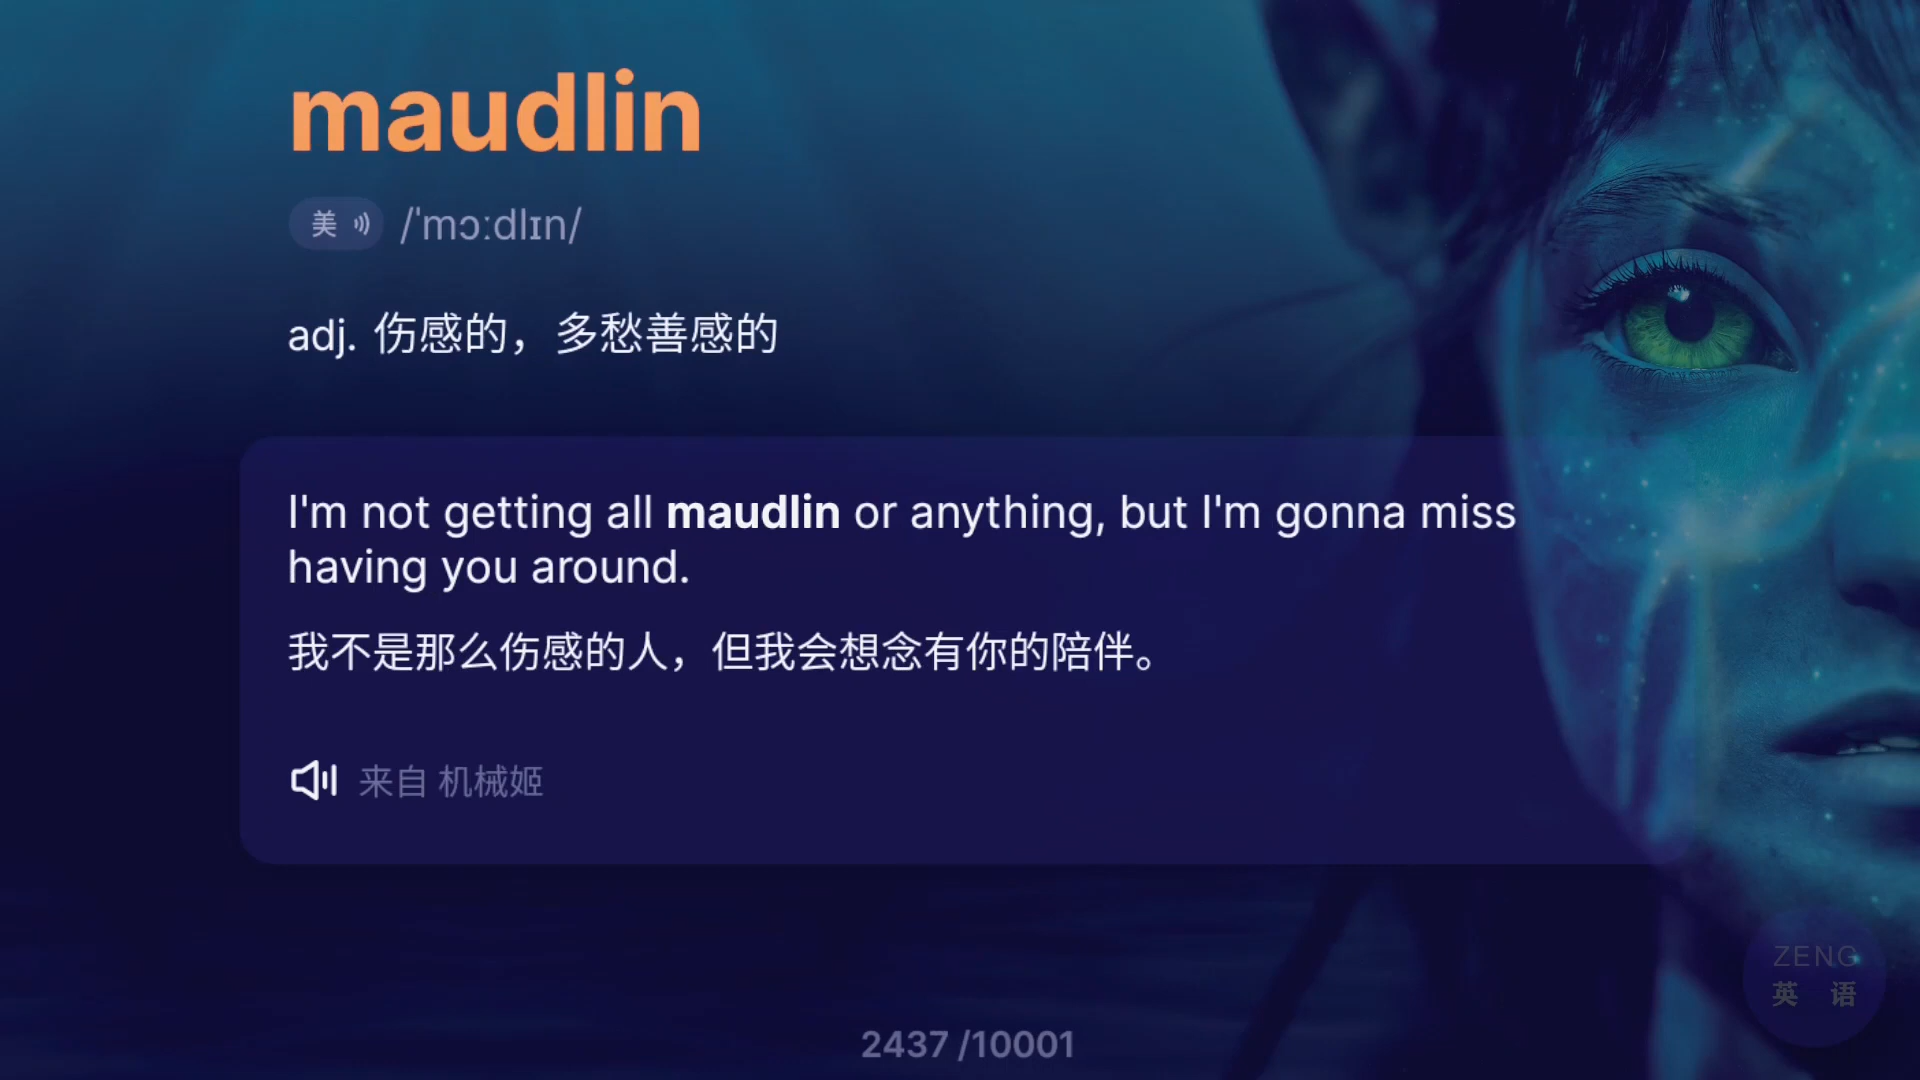 maudlin
美 /ˈmɔːdlɪn/
adj. 伤感的，多愁善感的
I'm not getting all maudlin or anything, but I'm gonna miss
having you around.
我不是那么伤感的人，但我会想念有你的陪伴。
来自 机械姬
ZENG
英 语
2437 /10001